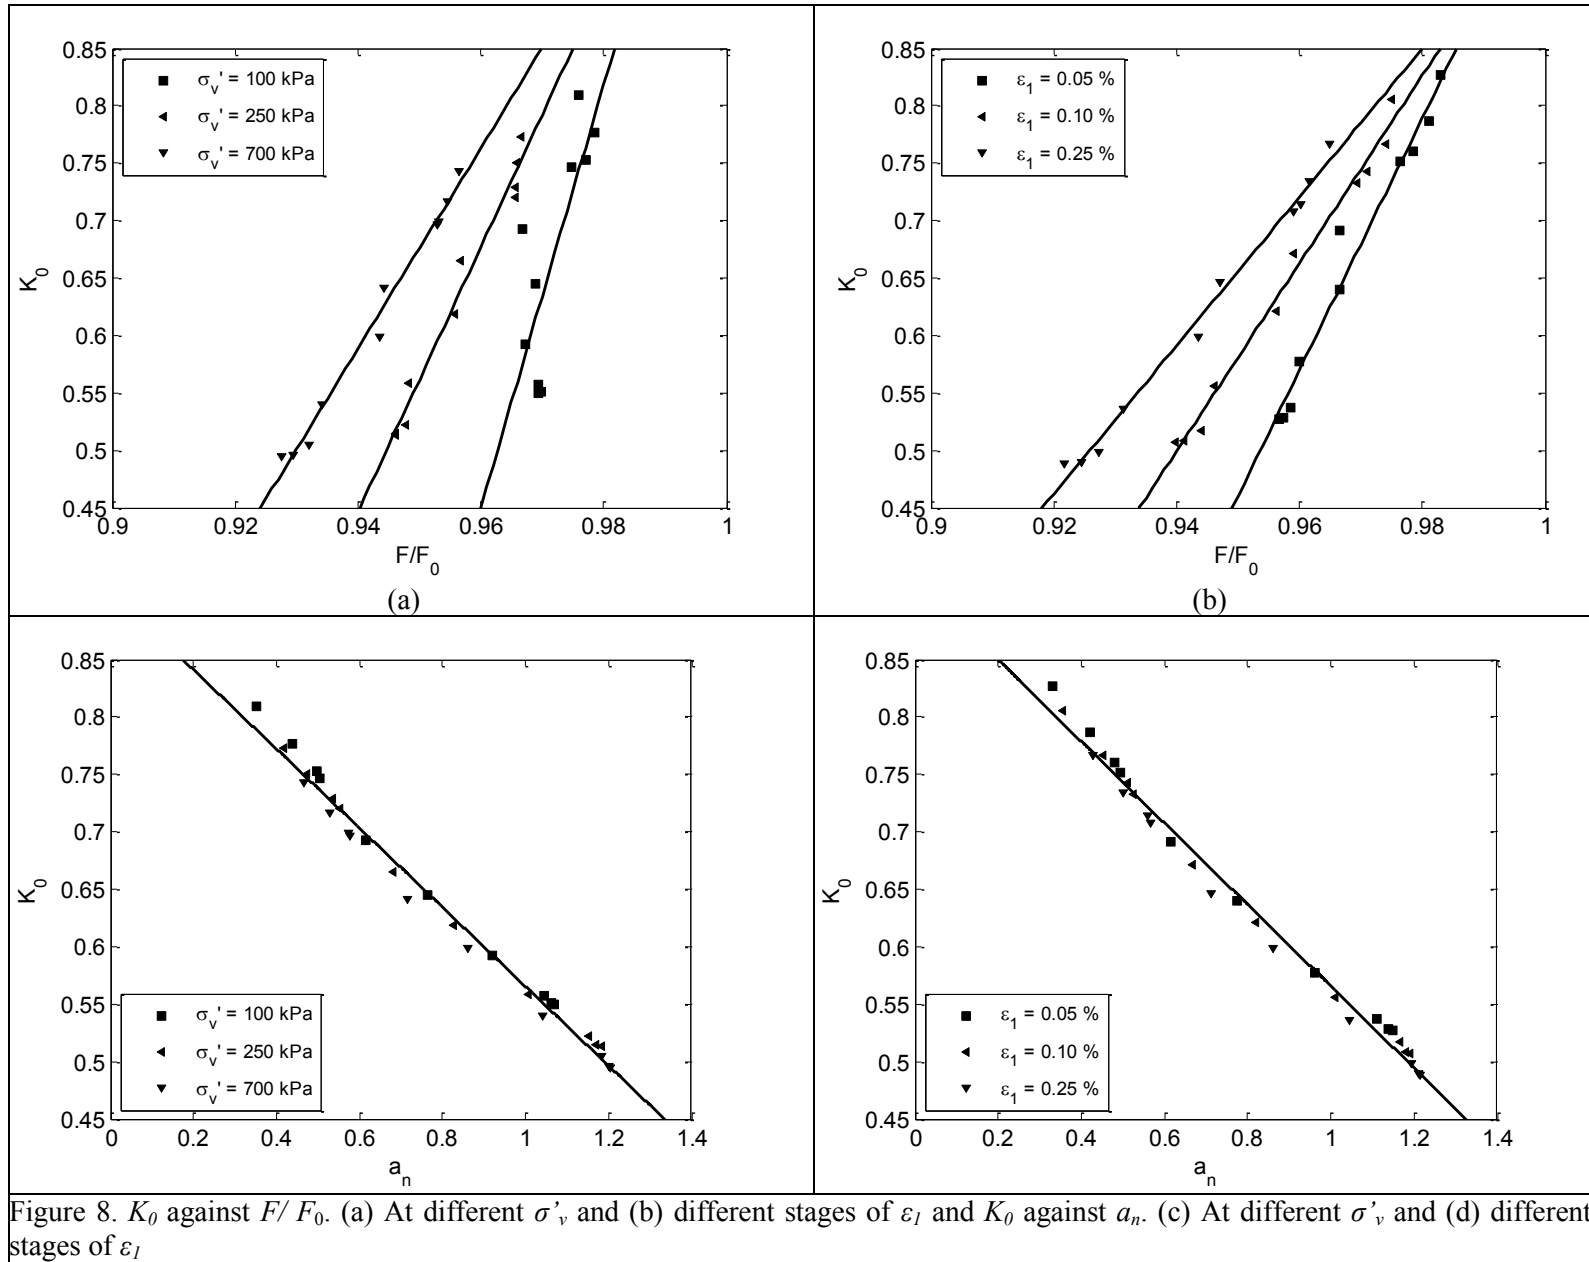 0.85
0.8
0.75
0.7
0.65
0.6
0.55
0.5
0.45
K0
σv' = 100 kPa
σv' = 250 kPa
σv' = 700 kPa
0.9 0.92 0.94 0.96 0.98 1
F/F0
(a)
0.85
0.8
0.75
0.7
0.65
0.6
0.55
0.5
0.45
K0
ε1 = 0.05 %
ε1 = 0.10 %
ε1 = 0.25 %
0.9 0.92 0.94 0.96 0.98 1
F/F0
(b)
0.85
0.8
0.75
0.7
0.65
0.6
0.55
0.5
0.45
K0
σv' = 100 kPa
σv' = 250 kPa
σv' = 700 kPa
0 0.2 0.4 0.6 0.8 1 1.2 1.4
an
0.85
0.8
0.75
0.7
0.65
0.6
0.55
0.5
0.45
K0
ε1 = 0.05 %
ε1 = 0.10 %
ε1 = 0.25 %
0 0.2 0.4 0.6 0.8 1 1.2 1.4
an
Figure 8. K0 against F/ F0. (a) At different σ’v and (b) different stages of ε1 and K0 against an. (c) At different σ’v and (d) different
stages of ε1